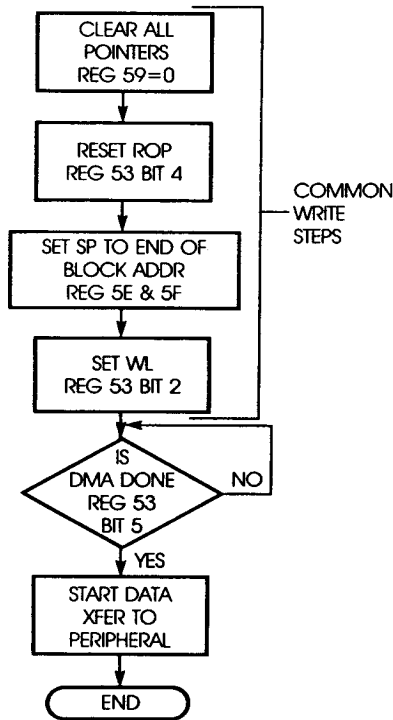 CLEAR ALL
POINTERS
REG 59=0
RESET ROP
REG 53 BIT 4
SET SP TO END OF
BLOCK ADDR
REG 5E & 5F
SET WL
REG 53 BIT 2
COMMON
WRITE
STEPS
IS
DMA DONE
REG 53
BIT 5
NO
YES
START DATA
XFER TO
PERIPHERAL
END